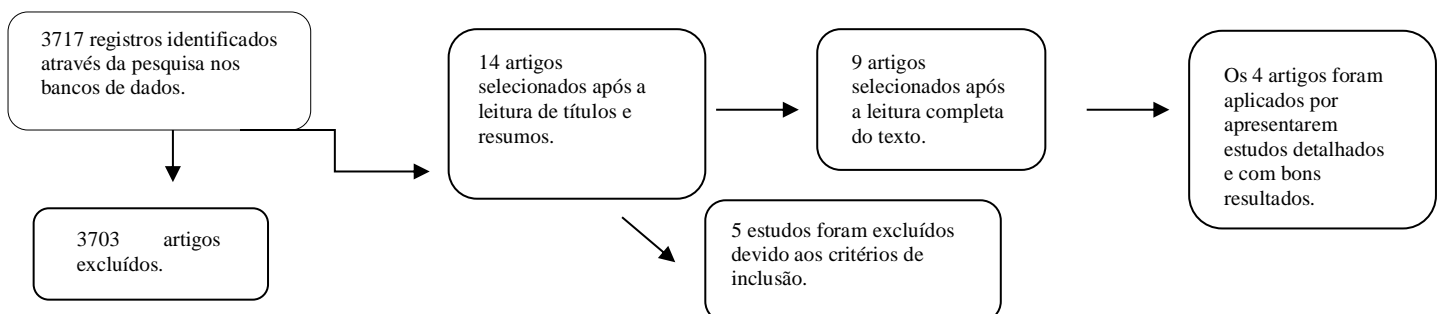 3717 registros identificados
através da pesquisa nos
bancos de dados.
3703 artigos
excluídos.
14 artigos
selecionados após a
leitura de títulos e
resumos.
5 estudos foram excluídos
devido aos critérios de
inclusão.
9 artigos
selecionados após
a leitura completa
do texto.
Os 4 artigos foram
aplicados por
apresentarem
estudos detalhados
e com bons
resultados.